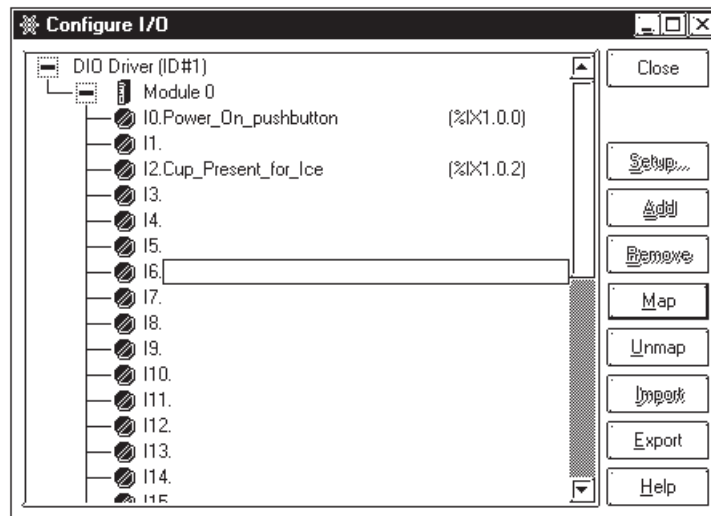 Configure I/O
DIO Driver (ID#1)
Module 0
I0.Power_On_pushbutton (%IX1.0.0)
I1.
I2.Cup_Present_for_Ice (%IX1.0.2)
I3.
I4.
I5.
I6.
I7.
I8.
I9.
I10.
I11.
I12.
I13.
I14.
I15.
Close
Setup...
Add
Remove
Map
Unmap
Import
Export
Help